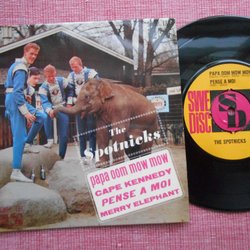 The
Spotnicks
papa oom mow mow
CAPE KENNEDY
PENSE A MOI
MERRY ELEPHANT
SWE
DISC
PAPA OOM MOW MOW
PENSE A MOI
THE SPOTNICKS